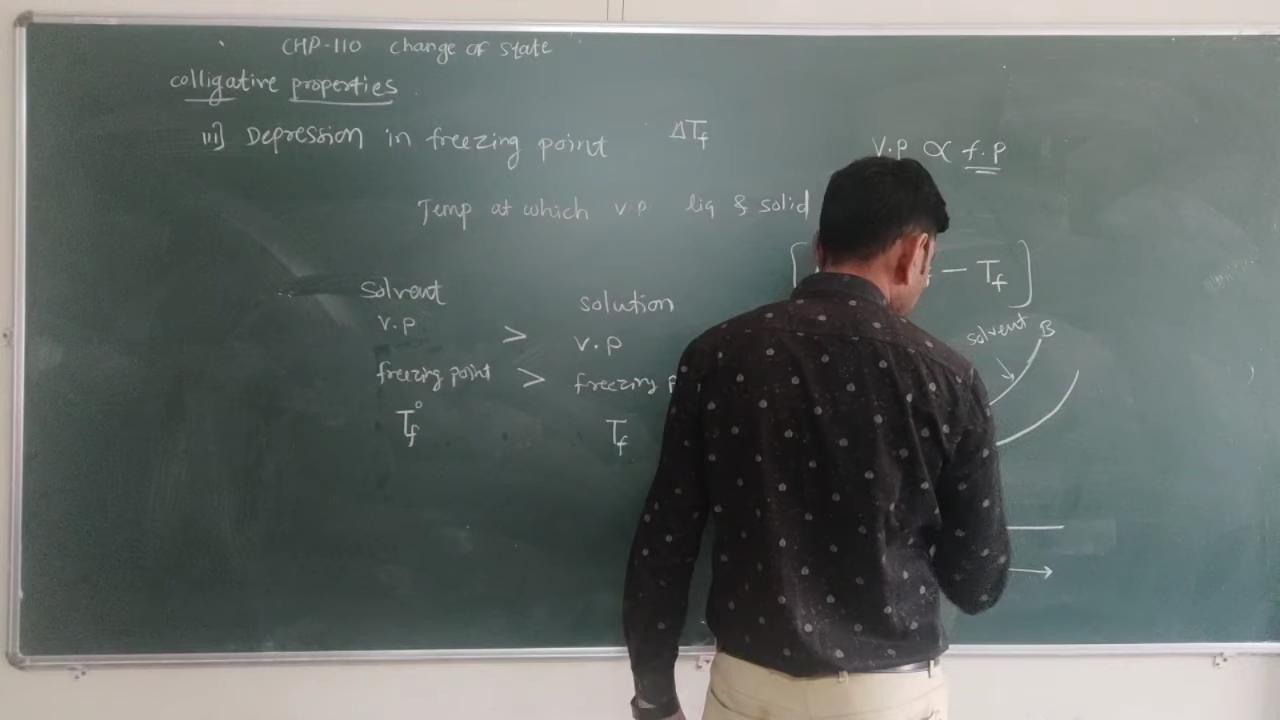 CHP-110 change of state
colligative properties
iii] Depression in freezing point ΔTf
V.P ∝ f.P
Temp at which v.p liq & solid
− Tf ]
solvent B
solvent solution
v.p > v.p
freezing point > freezing p
Tf° Tf